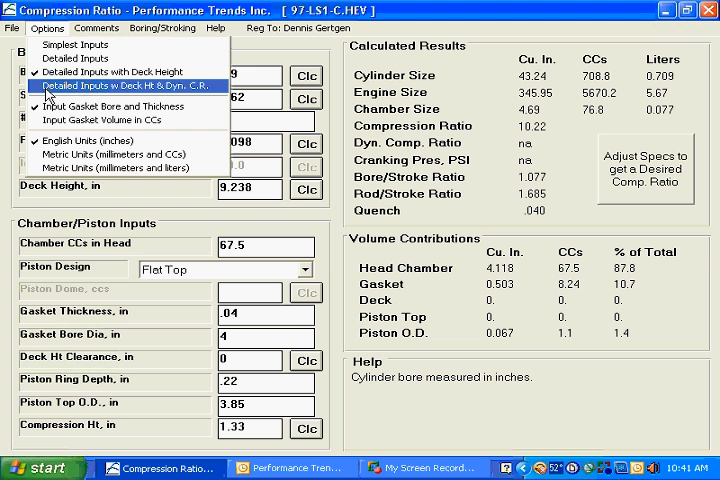 Compression Ratio - Performance Trends Inc. [ 97-LS1-C.HEV ]
File Options Comments Boring/Stroking Help Reg To: Dennis Gertgen
Simplest Inputs
Detailed Inputs
Detailed Inputs with Deck Height
Detailed Inputs w Deck Ht & Dyn. C.R.
Input Gasket Bore and Thickness
Input Gasket Volume in CCs
English Units (inches)
Metric Units (milimeters and CCs)
Metric Units (millimeters and liters)
B
9 Clc
62 Clc
#
.098 Clc
0.0 Clc
Deck Height, in 9.238 Clc
Chamber/Piston Inputs
Chamber CCs in Head 67.5
Piston Design Flat Top
Piston Dome, ccs Clc
Gasket Thickness, in .04
Gasket Bore Dia, in 4
Deck Ht Clearance, in 0 Clc
Piston Ring Depth, in .22
Piston Top O.D., in 3.85
Compression Ht, in 1.33 Clc
Calculated Results
Cu. In. CCs Liters
Cylinder Size 43.24 708.8 0.709
Engine Size 345.95 5670.2 5.67
Chamber Size 4.69 76.8 0.077
Compression Ratio 10.22
Dyn. Comp. Ratio na
Cranking Pres, PSI na
Bore/Stroke Ratio 1.077
Rod/Stroke Ratio 1.685
Quench .040
Adjust Specs to
get a Desired
Comp. Ratio
Volume Contributions
Cu. In. CCs % of Total
Head Chamber 4.118 67.5 87.8
Gasket 0.503 8.24 10.7
Deck 0. 0. 0.
Piston Top 0. 0. 0.
Piston O.D. 0.067 1.1 1.4
Help
Cylinder bore measured in inches.
start Compression Ratio... Performance Tren... My Screen Record... 52° 10:41 AM